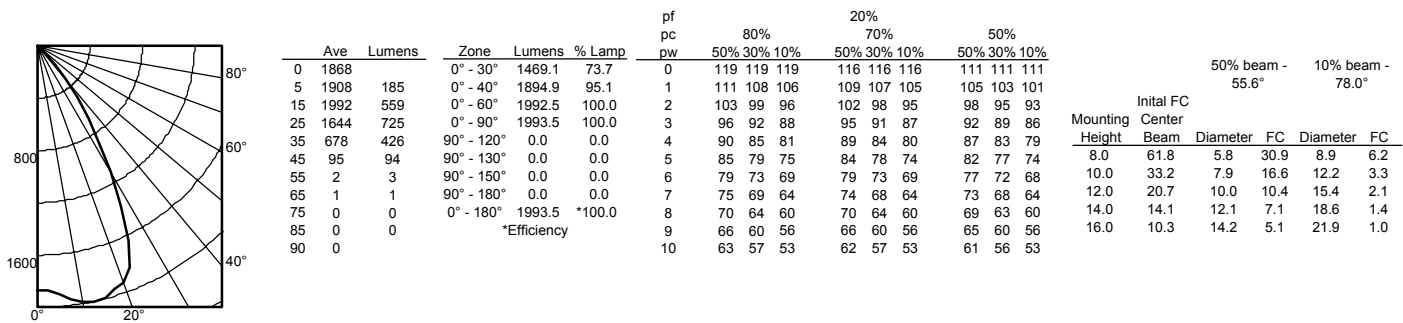 80°
60°
800
1600
40°
0°
20°
Ave Lumens
0 1868
5 1908 185
15 1992 559
25 1644 725
35 678 426
45 95 94
55 2 3
65 1 1
75 0 0
85 0 0
90 0
Zone Lumens % Lamp
0° - 30° 1469.1 73.7
0° - 40° 1894.9 95.1
0° - 60° 1992.5 100.0
0° - 90° 1993.5 100.0
90° - 120° 0.0 0.0
90° - 130° 0.0 0.0
90° - 150° 0.0 0.0
90° - 180° 0.0 0.0
0° - 180° 1993.5 *100.0
*Efficiency
pf 20%
pc 80% 70% 50%
pw 50% 30% 10% 50% 30% 10% 50% 30% 10%
0 119 119 119 116 116 116 111 111 111
1 111 108 106 109 107 105 105 103 101
2 103 99 96 102 98 95 98 95 93
3 96 92 88 95 91 87 92 89 86
4 90 85 81 89 84 80 87 83 79
5 85 79 75 84 78 74 82 77 74
6 79 73 69 79 73 69 77 72 68
7 75 69 64 74 68 64 73 68 64
8 70 64 60 70 64 60 69 63 60
9 66 60 56 66 60 56 65 60 56
10 63 57 53 62 57 53 61 56 53
50% beam - 10% beam -
55.6° 78.0°
Inital FC
Mounting Center
Height Beam Diameter FC Diameter FC
8.0 61.8 5.8 30.9 8.9 6.2
10.0 33.2 7.9 16.6 12.2 3.3
12.0 20.7 10.0 10.4 15.4 2.1
14.0 14.1 12.1 7.1 18.6 1.4
16.0 10.3 14.2 5.1 21.9 1.0